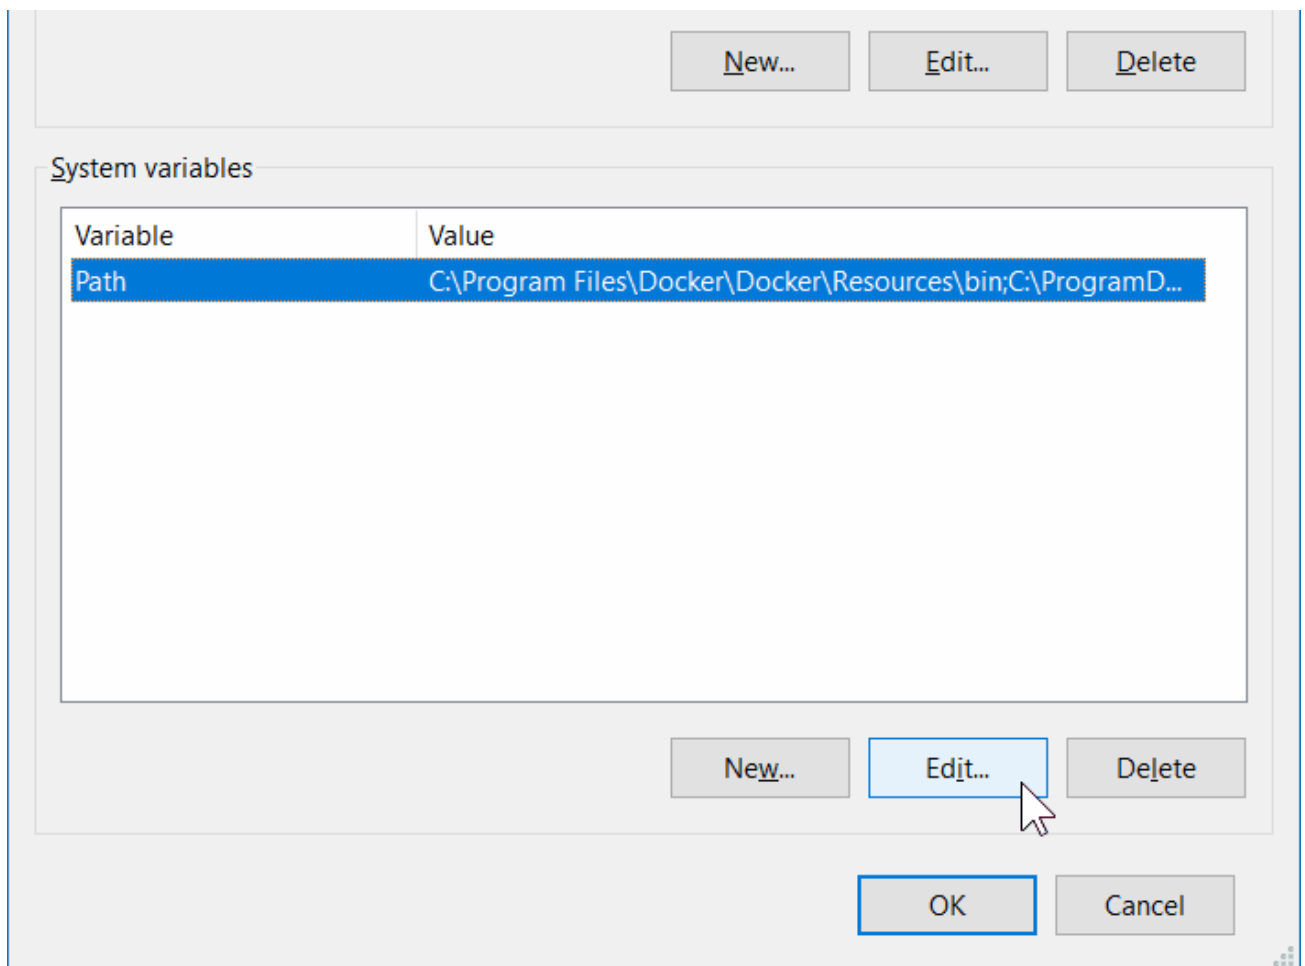 New... Edit... Delete
System variables
Variable Value
Path C:\Program Files\Docker\Docker\Resources\bin;C:\ProgramD...
New... Edit... Delete
OK Cancel